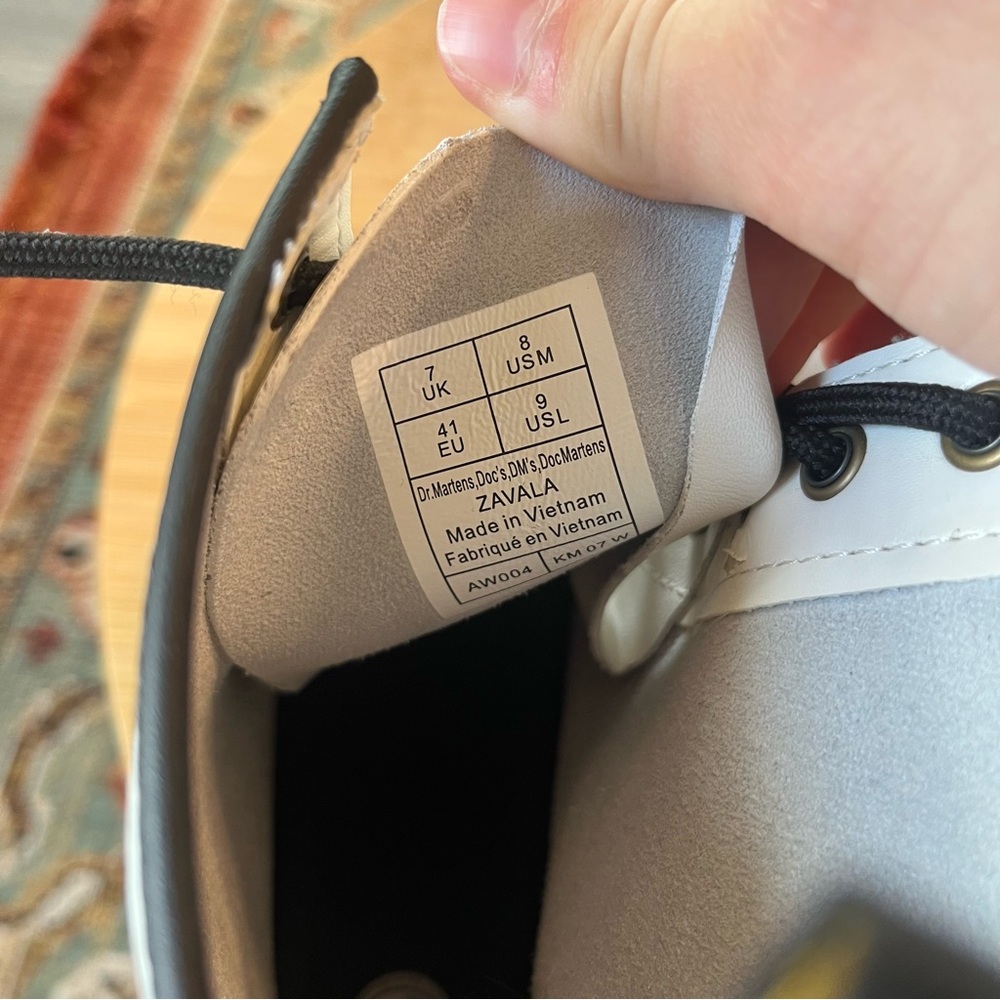 7 UK
8 USM
41 EU
9 USL
Dr.Martens,Doc's,DM's,DocMartens
ZAVALA
Made in Vietnam
Fabriqué en Vietnam
AW004 KM 07 W